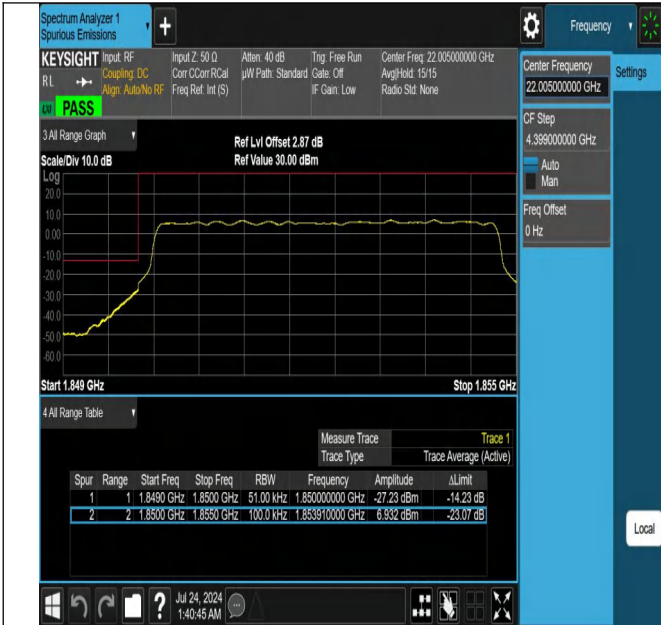 Spectrum Analyzer 1
Spurious Emissions
Frequency
KEYSIGHT
RL
LXI
PASS
Input: RF
Coupling: DC
Align: Auto/No RF
Input Z: 50 Ω
Corr CCorr RCal
Freq Ref: Int (S)
Atten: 40 dB
µW Path: Standard
Trig: Free Run
Gate: Off
IF Gain: Low
Center Freq: 22.005000000 GHz
Avg|Hold: 15/15
Radio Std: None
Center Frequency
22.005000000 GHz
Settings
CF Step
4.399000000 GHz
Auto
Man
Freq Offset
0 Hz
3 All Range Graph
Scale/Div 10.0 dB
Ref Lvl Offset 2.87 dB
Ref Value 30.00 dBm
Log
20.0
10.0
0.00
-10.0
-20.0
-30.0
-40.0
-50.0
-60.0
Start 1.849 GHz
Stop 1.855 GHz
4 All Range Table
Measure Trace Trace 1
Trace Type Trace Average (Active)
Spur Range Start Freq Stop Freq RBW Frequency Amplitude ΔLimit
1 1 1.8490 GHz 1.8500 GHz 51.00 kHz 1.850000000 GHz -27.23 dBm -14.23 dB
2 2 1.8500 GHz 1.8550 GHz 100.0 kHz 1.853910000 GHz 6.932 dBm -23.07 dB
Local
Jul 24, 2024
1:40:45 AM